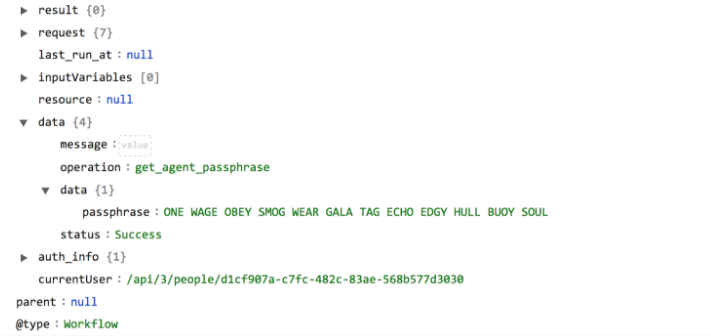 ▶ result {0}
▶ request {7}
last_run_at : null
▶ inputVariables [0]
resource : null
▼ data {4}
message : value
operation : get_agent_passphrase
▼ data {1}
passphrase : ONE WAGE OBEY SMOG WEAR GALA TAG ECHO EDGY HULL BUOY SOUL
status : Success
▶ auth_info {1}
currentUser : /api/3/people/d1cf907a-c7fc-482c-83ae-568b577d3030
parent : null
@type : Workflow